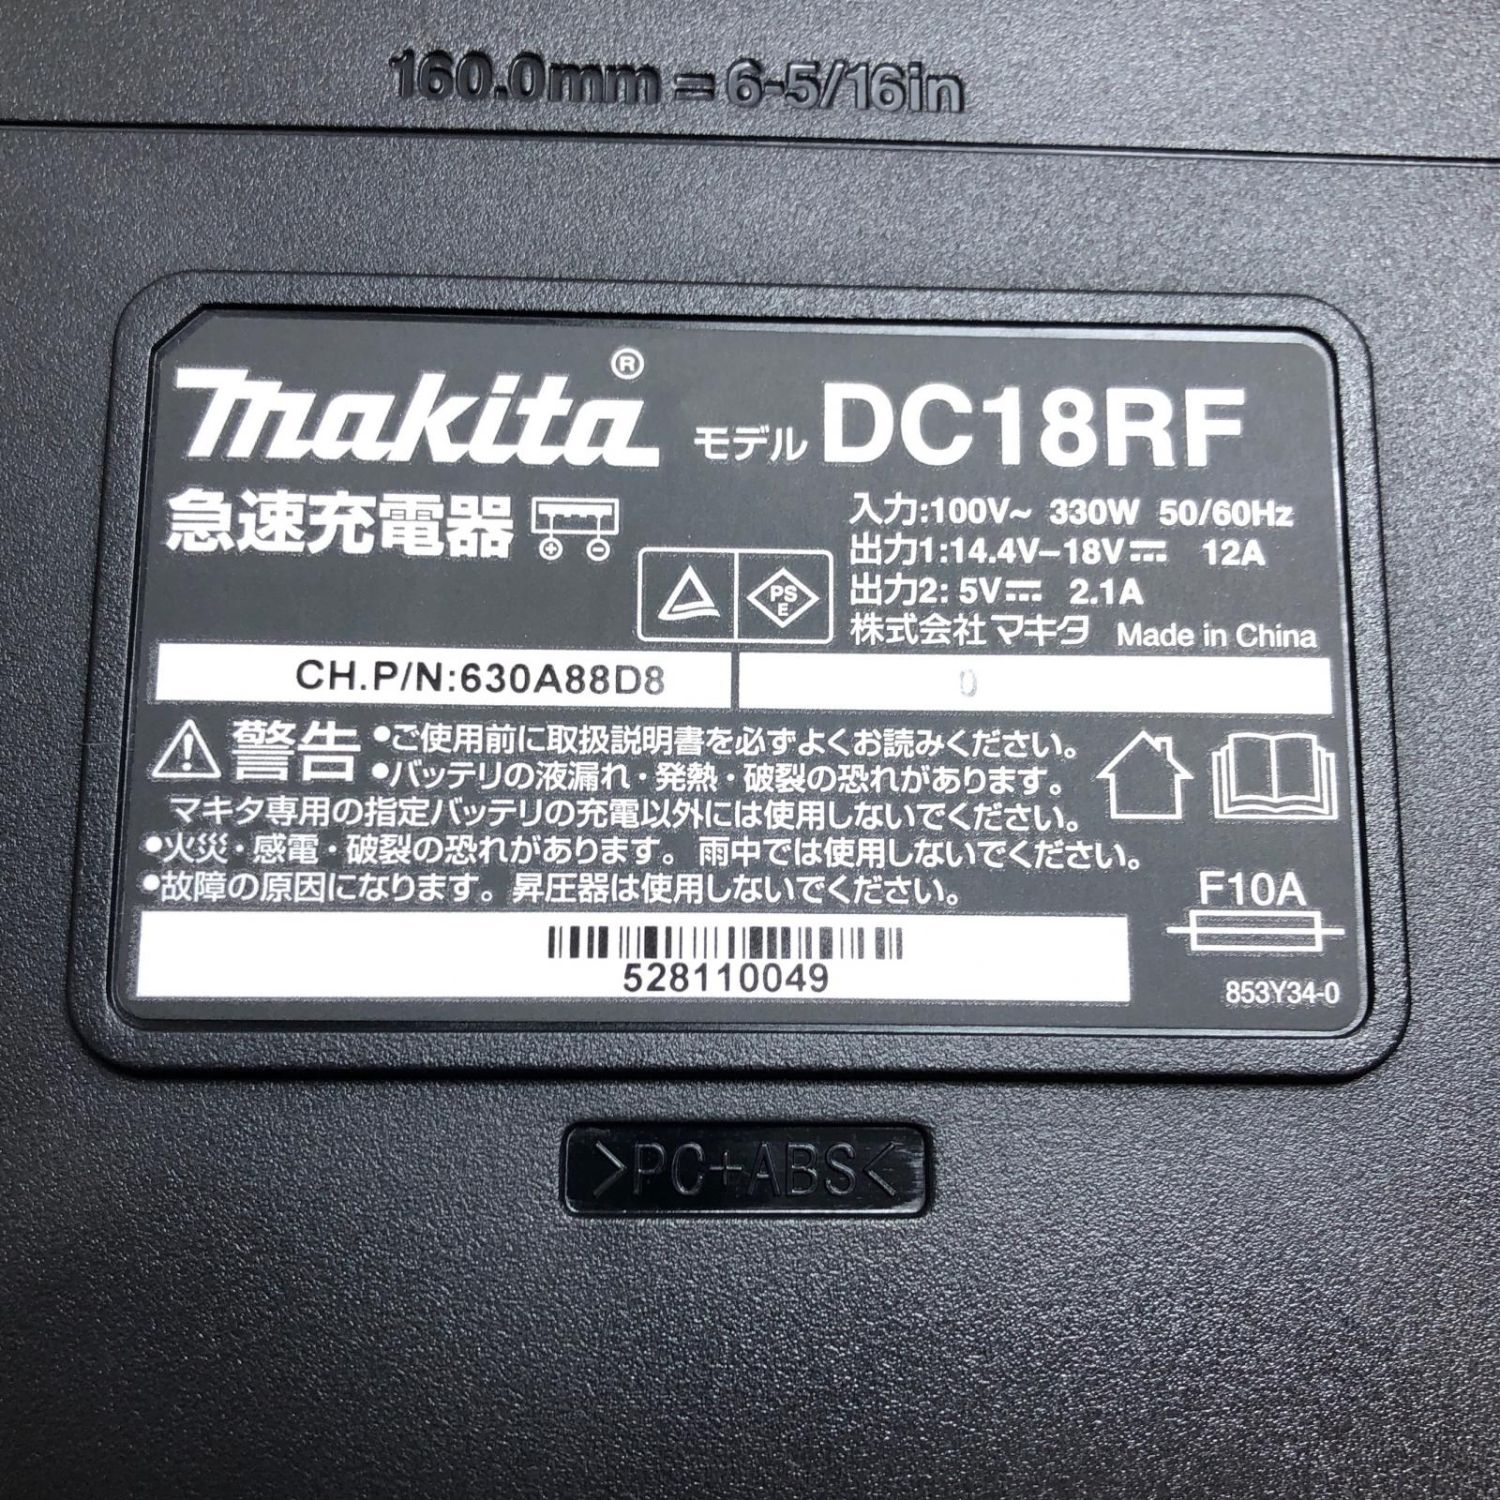 160.0mm = 6-5/16in
makita® モデル DC18RF
急速充電器
入力:100V~ 330W 50/60Hz
出力1:14.4V–18V⎓ 12A
出力2: 5V⎓ 2.1A
PS
E
株式会社マキタ Made in China
CH.P/N:630A88D8
0
警告 •ご使用前に取扱説明書を必ずよくお読みください。
•バッテリの液漏れ・発熱・破裂の恐れがあります。
マキタ専用の指定バッテリの充電以外には使用しないでください。
•火災・感電・破裂の恐れがあります。雨中では使用しないでください。
•故障の原因になります。昇圧器は使用しないでください。
F10A
528110049
853Y34-0
>PC+ABS<